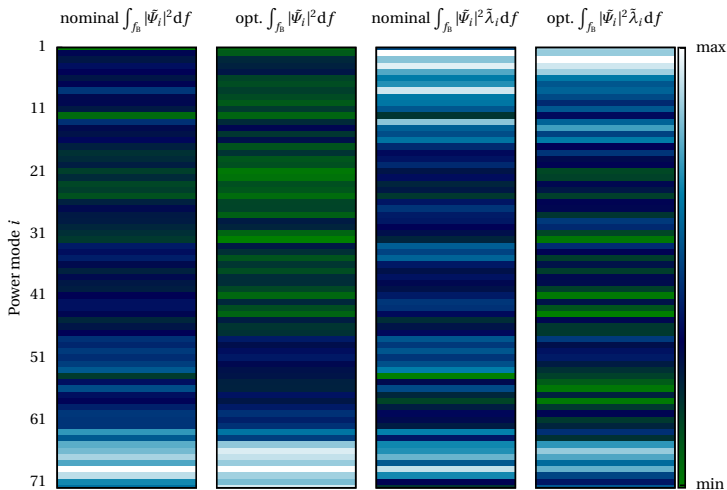 nominal ∫_{f_B} |Ψ̃_i|² df
opt. ∫_{f_B} |Ψ̃_i|² df
nominal ∫_{f_B} |Ψ̃_i|² λ̃_i df
opt. ∫_{f_B} |Ψ̃_i|² λ̃_i df
Power mode i
1
11
21
31
41
51
61
71
max
min